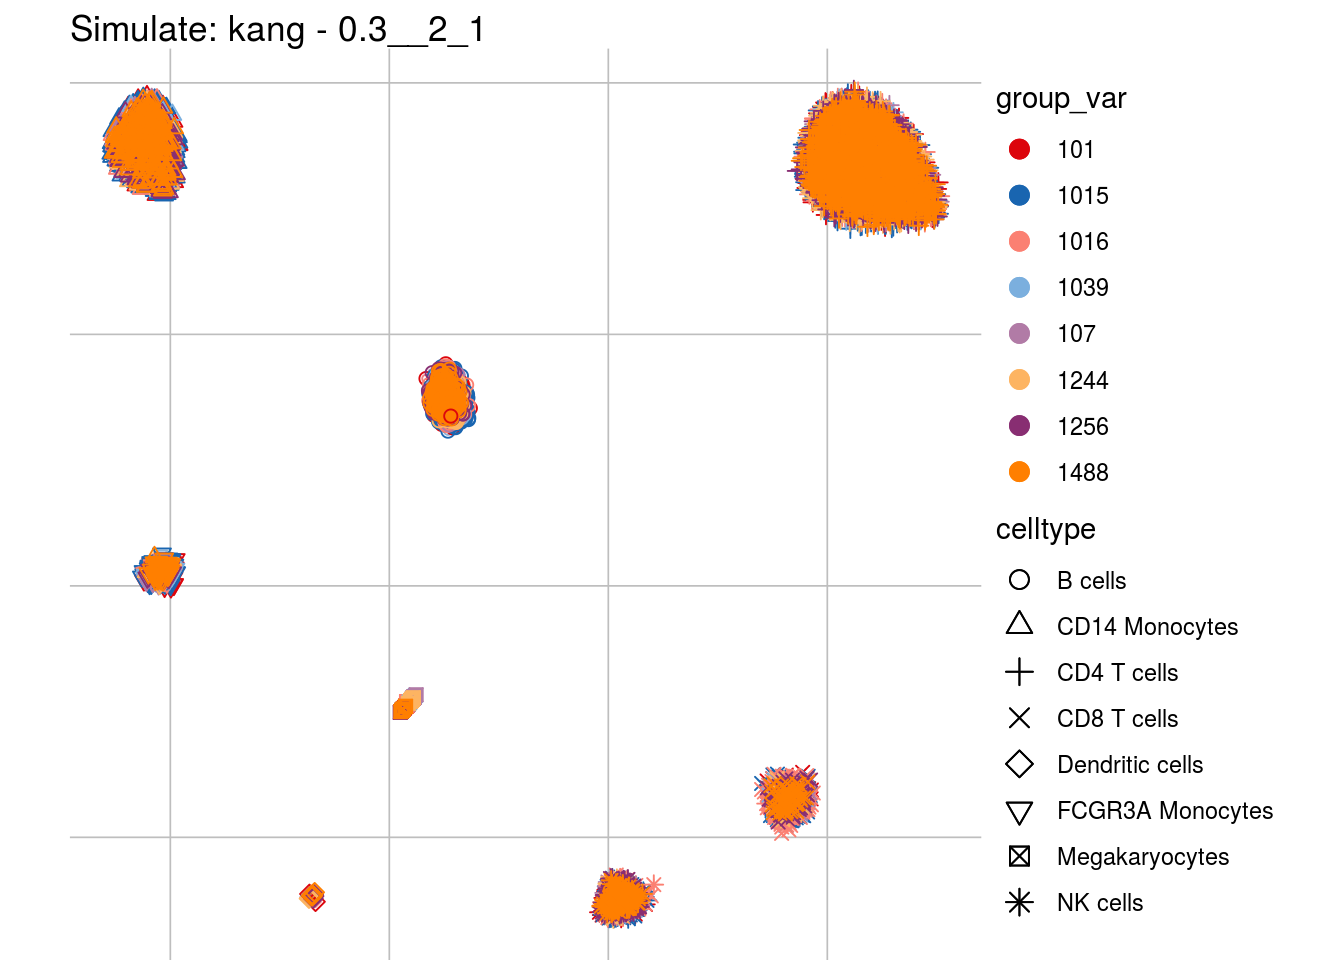 Simulate: kang - 0.3__2_1
group_var
101
1015
1016
1039
107
1244
1256
1488
celltype
B cells
CD14 Monocytes
CD4 T cells
CD8 T cells
Dendritic cells
FCGR3A Monocytes
Megakaryocytes
NK cells